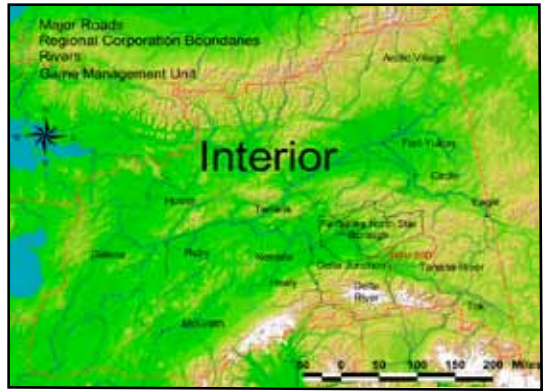 Major Roads
Regional Corporation Boundaries
Rivers
Game Management Unit
Arctic Village
Interior
Fort Yukon
Circle
Eagle
Huslia
Tanana
Fairbanks North Star
Borough
Galena
Ruby
Nenana
Delta Junction
Tanana River
Healy
Delta
River
Tok
McGrath
50 0 50 100 150 200 Miles